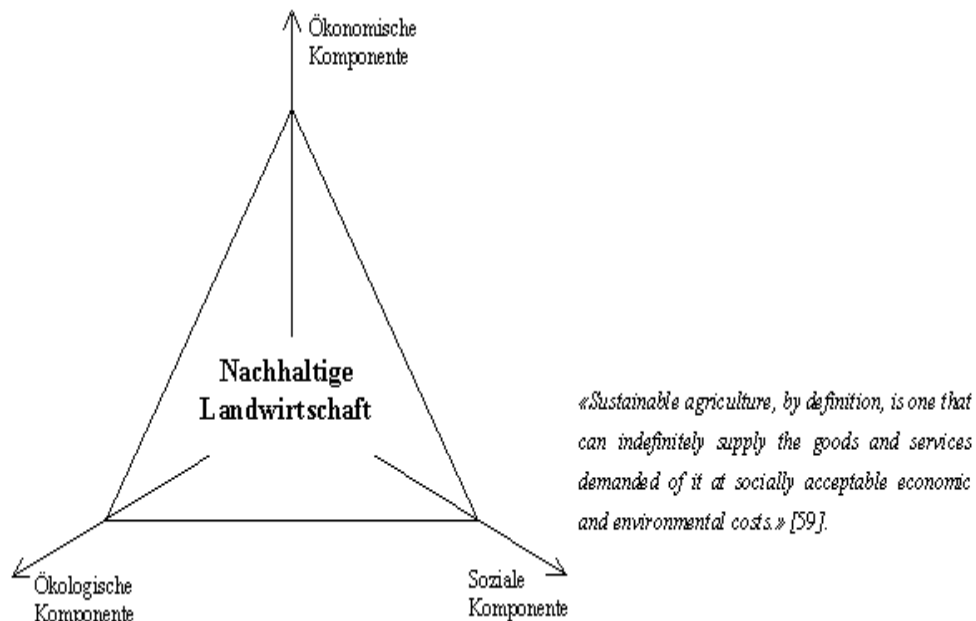 Ökonomische
Komponente
Nachhaltige
Landwirtschaft
«Sustainable agriculture, by definition, is one that
can indefinitely supply the goods and services
demanded of it at socially acceptable economic
and environmental costs.» [59].
Ökologische
Komponente
Soziale
Komponente